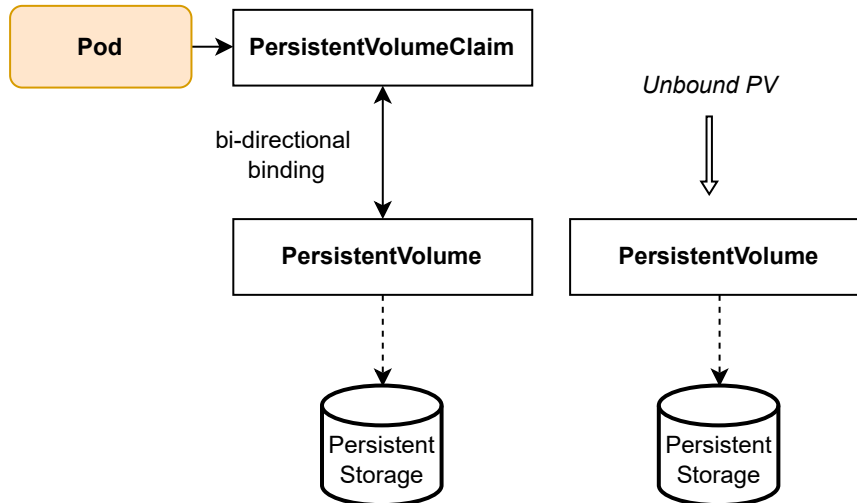 Pod
PersistentVolumeClaim
Unbound PV
bi-directional
binding
PersistentVolume
PersistentVolume
Persistent
Storage
Persistent
Storage